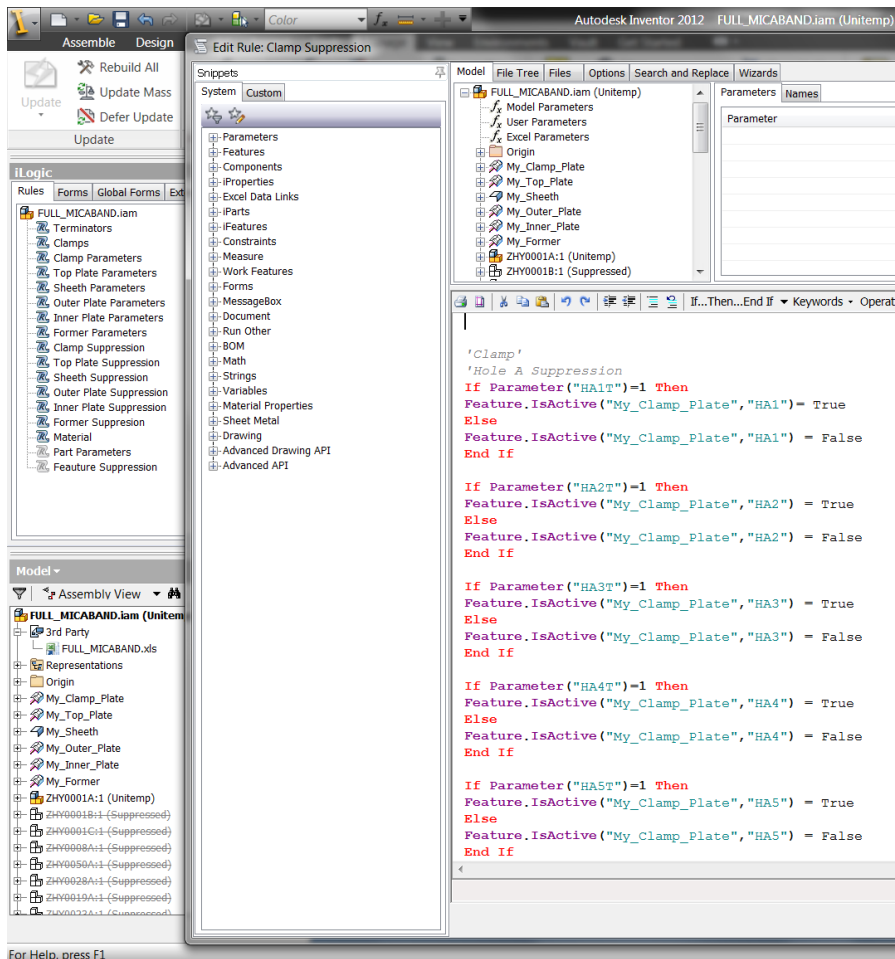 Color
Autodesk Inventor 2012 FULL_MICABAND.iam (Unitemp)
Assemble Design
Update
Rebuild All
Update Mass
Defer Update
Update
iLogic
Rules Forms Global Forms Ext
FULL_MICABAND.iam
Terminators
Clamps
Clamp Parameters
Top Plate Parameters
Sheeth Parameters
Outer Plate Parameters
Inner Plate Parameters
Former Parameters
Clamp Suppression
Top Plate Suppression
Sheeth Suppression
Outer Plate Suppression
Inner Plate Suppression
Former Suppresion
Material
Part Parameters
Feauture Suppression
Model
Assembly View
FULL_MICABAND.iam (Unitem
3rd Party
FULL_MICABAND.xls
Representations
Origin
My_Clamp_Plate
My_Top_Plate
My_Sheeth
My_Outer_Plate
My_Inner_Plate
My_Former
ZHY0001A:1 (Unitemp)
ZHY0001B:1 (Suppressed)
ZHY0001C:1 (Suppressed)
ZHY0008A:1 (Suppressed)
ZHY0050A:1 (Suppressed)
ZHY0028A:1 (Suppressed)
ZHY0019A:1 (Suppressed)
ZHY0023A:1 (Suppressed)
For Help, press F1
Edit Rule: Clamp Suppression
Snippets
System Custom
Parameters
Features
Components
iProperties
Excel Data Links
iParts
iFeatures
Constraints
Measure
Work Features
Forms
MessageBox
Document
Run Other
BOM
Math
Strings
Variables
Material Properties
Sheet Metal
Drawing
Advanced Drawing API
Advanced API
Model File Tree Files Options Search and Replace Wizards
FULL_MICABAND.iam (Unitemp)
Model Parameters
User Parameters
Excel Parameters
Origin
My_Clamp_Plate
My_Top_Plate
My_Sheeth
My_Outer_Plate
My_Inner_Plate
My_Former
ZHY0001A:1 (Unitemp)
ZHY0001B:1 (Suppressed)
Parameters Names
Parameter
If...Then...End If Keywords Operat
'Clamp'
'Hole A Suppression
If Parameter("HA1T")=1 Then
Feature.IsActive("My_Clamp_Plate","HA1")= True
Else
Feature.IsActive("My_Clamp_Plate","HA1") = False
End If
If Parameter("HA2T")=1 Then
Feature.IsActive("My_Clamp_Plate","HA2") = True
Else
Feature.IsActive("My_Clamp_Plate","HA2") = False
End If
If Parameter("HA3T")=1 Then
Feature.IsActive("My_Clamp_Plate","HA3") = True
Else
Feature.IsActive("My_Clamp_Plate","HA3") = False
End If
If Parameter("HA4T")=1 Then
Feature.IsActive("My_Clamp_Plate","HA4") = True
Else
Feature.IsActive("My_Clamp_Plate","HA4") = False
End If
If Parameter("HA5T")=1 Then
Feature.IsActive("My_Clamp_Plate","HA5") = True
Else
Feature.IsActive("My_Clamp_Plate","HA5") = False
End If